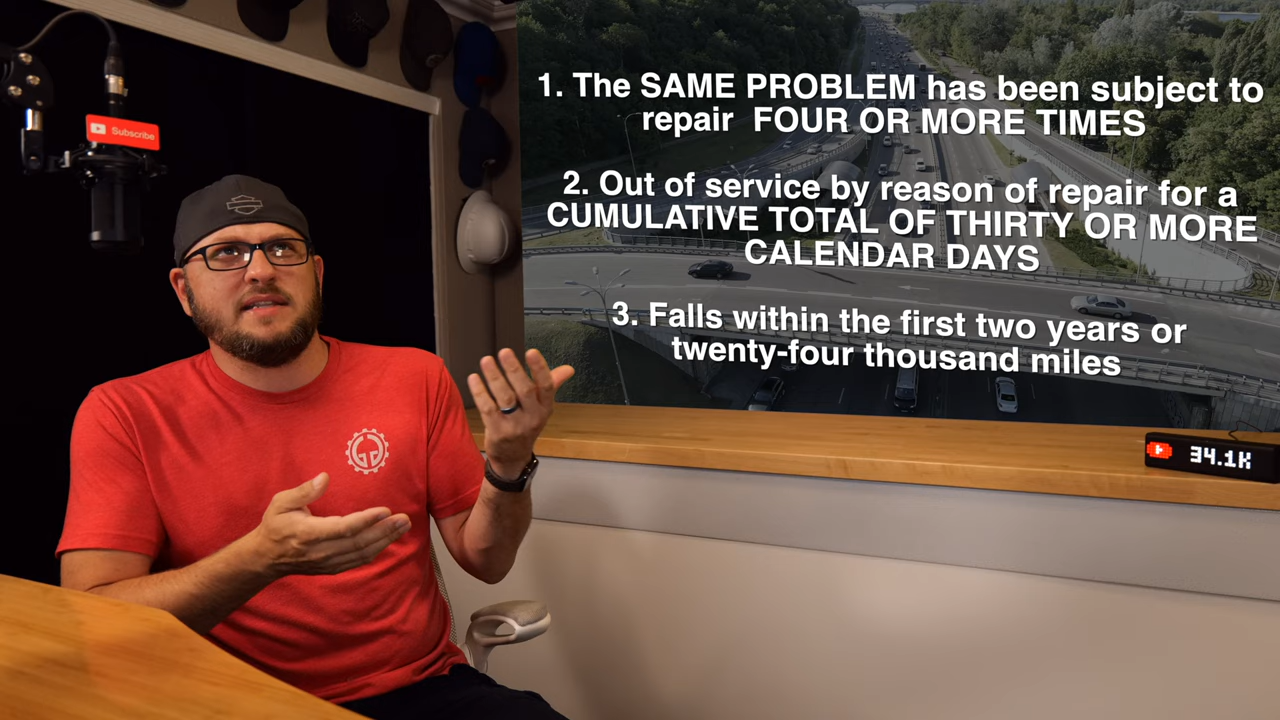 Subscribe
1. The SAME PROBLEM has been subject to
repair FOUR OR MORE TIMES
2. Out of service by reason of repair for a
CUMULATIVE TOTAL OF THIRTY OR MORE
CALENDAR DAYS
3. Falls within the first two years or
twenty-four thousand miles
34.1K